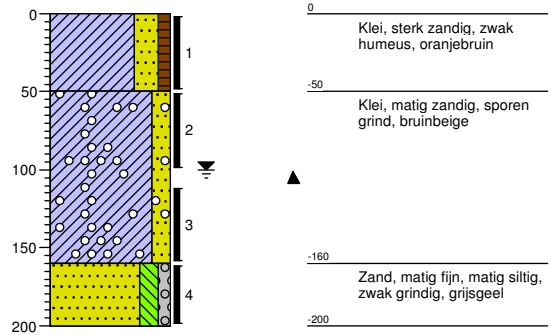 0
50
100
150
200
1
2
3
4
0
Klei, sterk zandig, zwak
humeus, oranjebruin
-50
Klei, matig zandig, sporen
grind, bruinbeige
-160
Zand, matig fijn, matig siltig,
zwak grindig, grijsgeel
-200